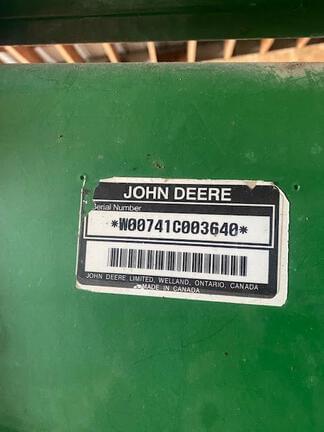 JOHN DEERE
Serial Number
*W00741C003640*
JOHN DEERE LIMITED, WELLAND, ONTARIO, CANADA
MADE IN CANADA